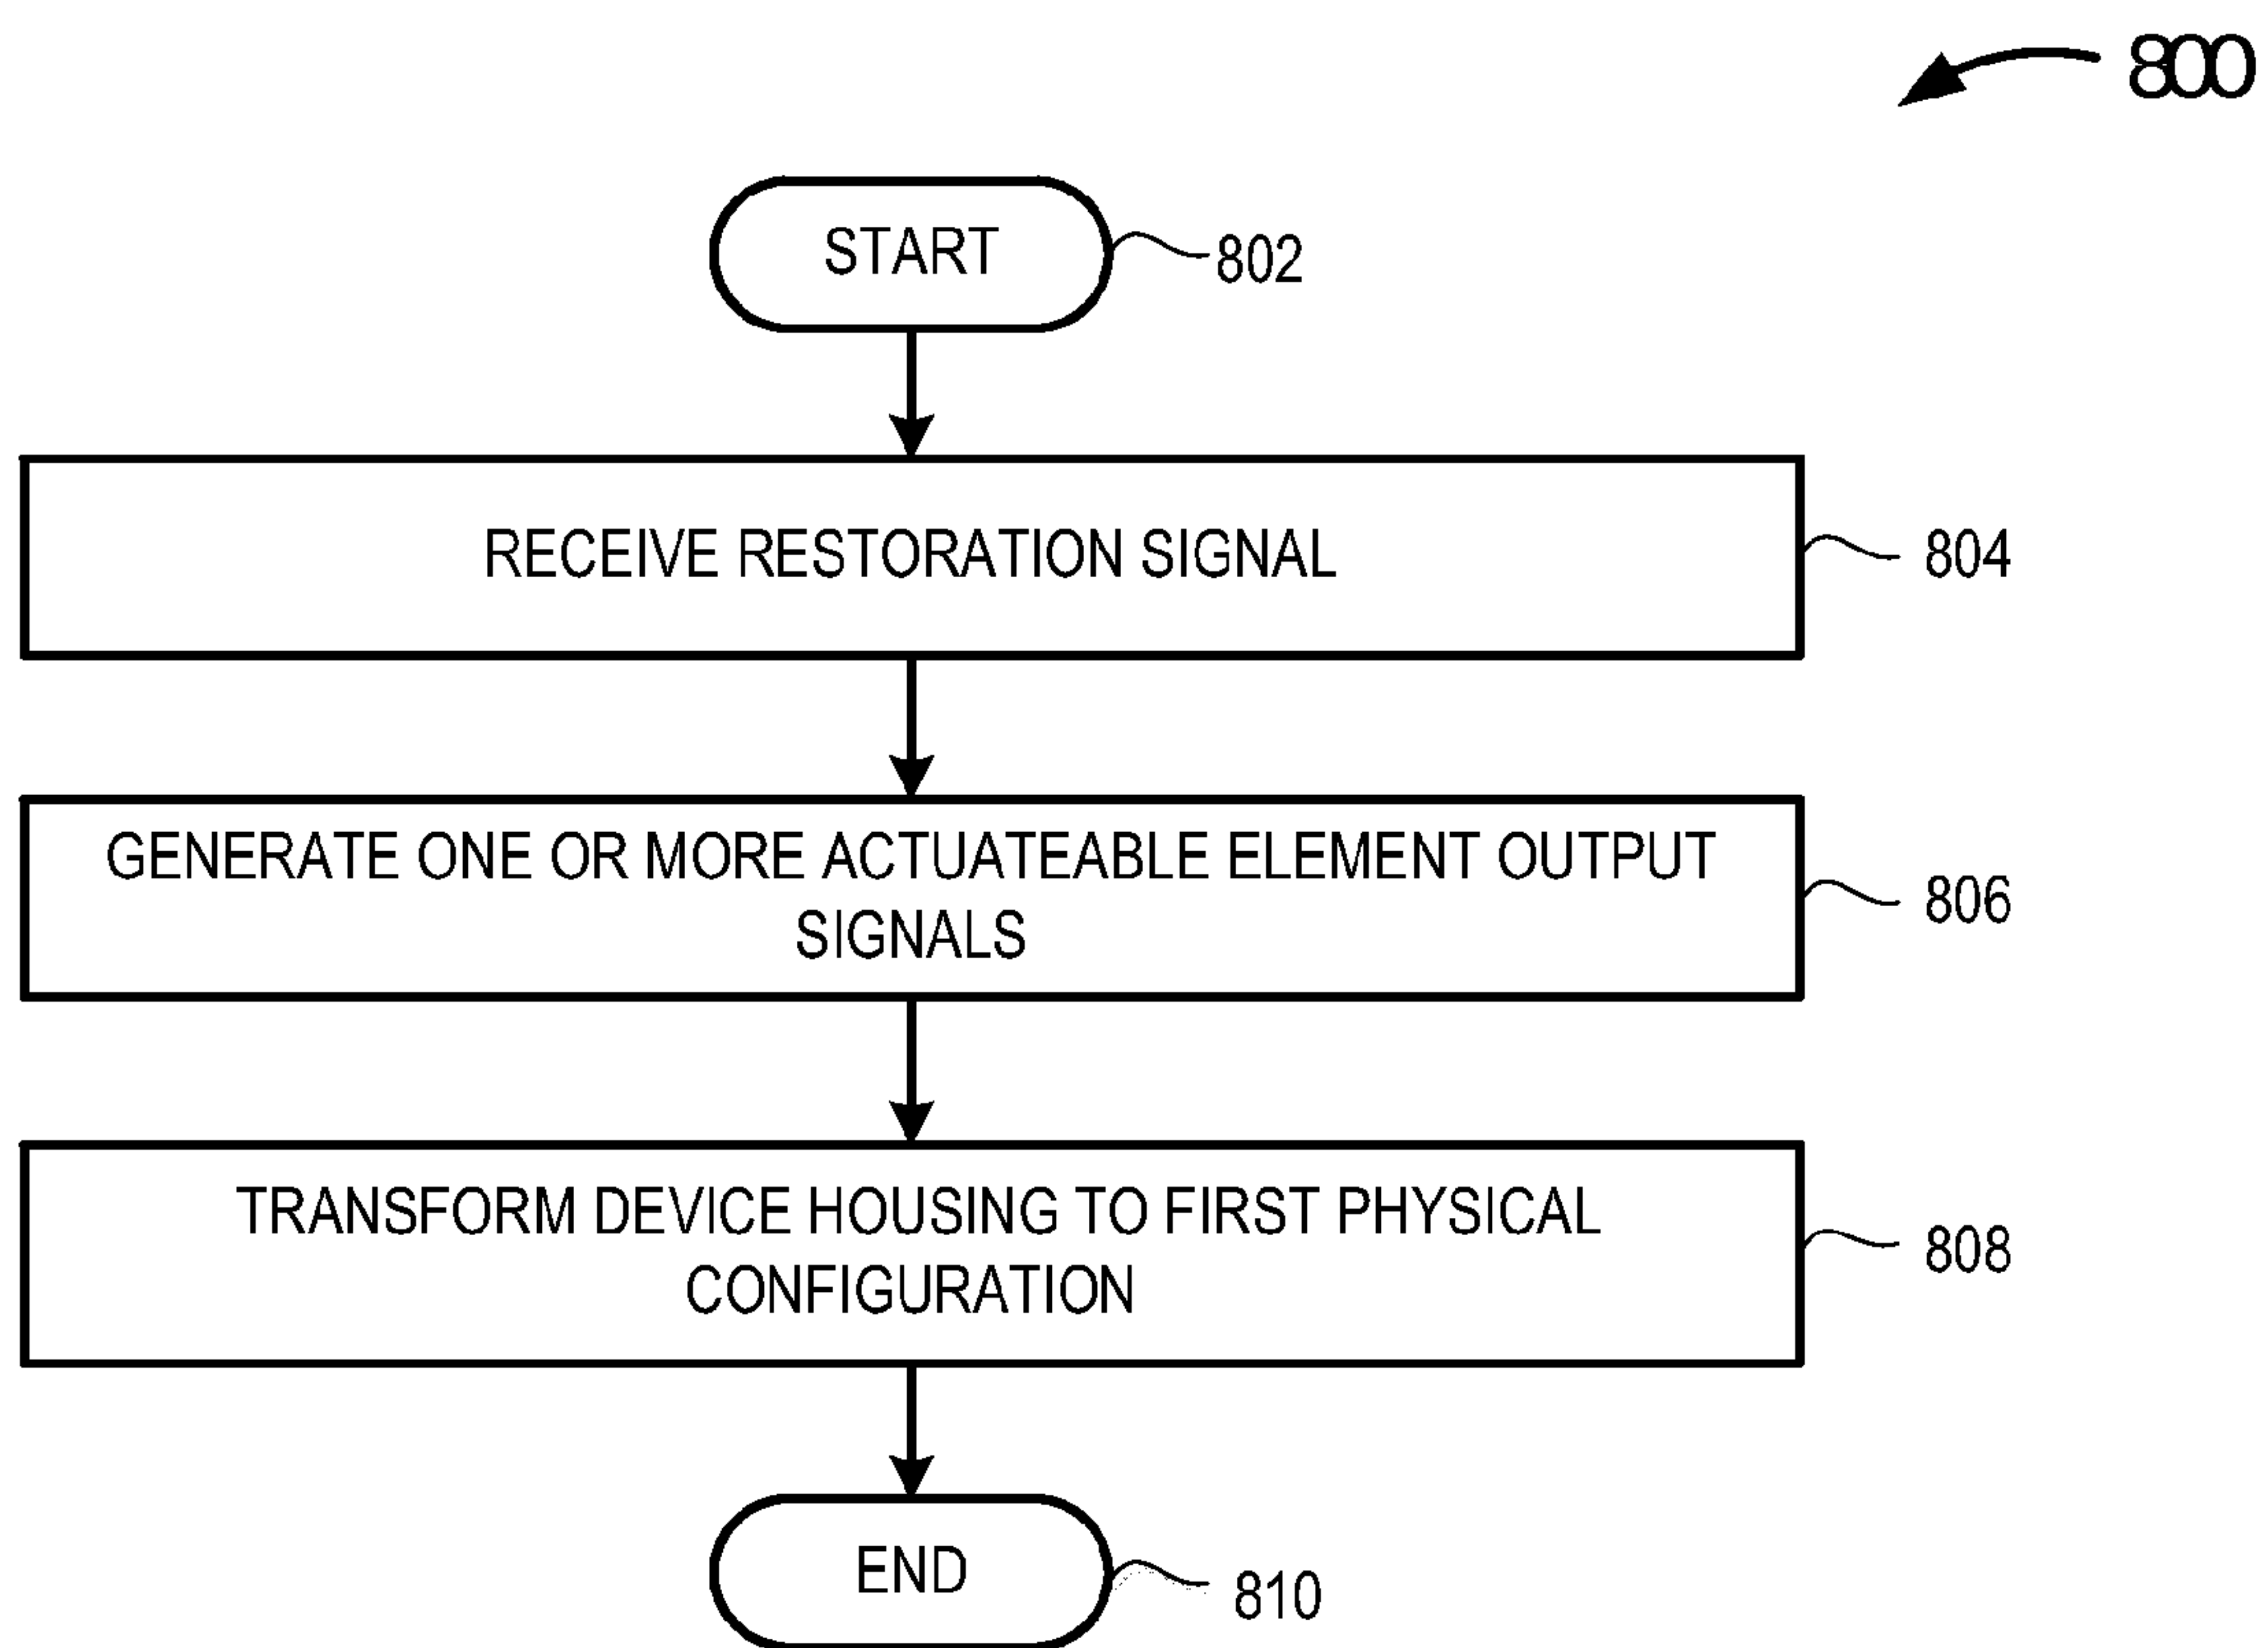 800
START
802
RECEIVE RESTORATION SIGNAL
804
GENERATE ONE OR MORE ACTUATEABLE ELEMENT OUTPUT
SIGNALS
806
TRANSFORM DEVICE HOUSING TO FIRST PHYSICAL
CONFIGURATION
808
END
810